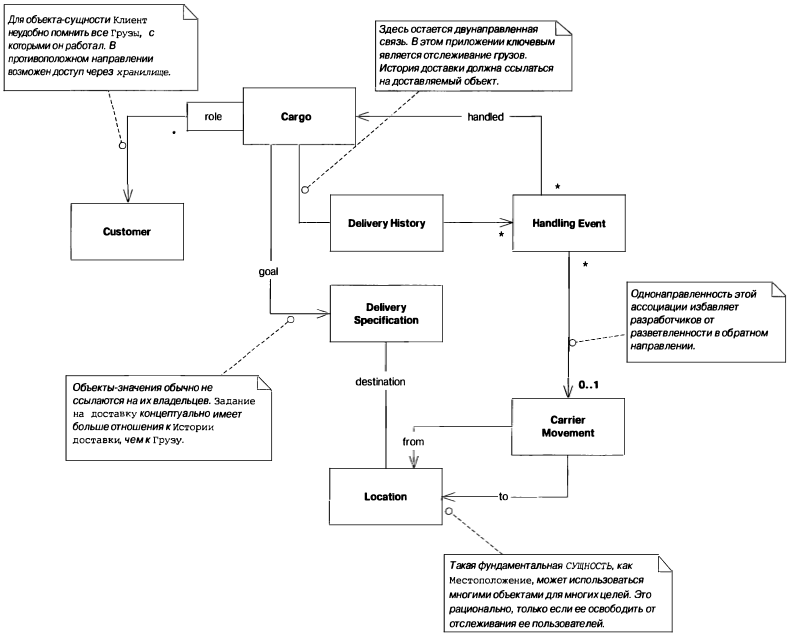 Для объекта-сущности Клиент
неудобно помнить все Грузы, с
которыми он работал. В
противоположном направлении
возможен доступ через хранилище.
Здесь остается двунаправленная
связь. В этом приложении ключевым
является отслеживание грузов.
История доставки должна ссылаться
на доставляемый объект.
role
Cargo
handled
*
*
Customer
Delivery History
*
Handling Event
*
goal
Delivery
Specification
Однонаправленность этой
ассоциации избавляет
разработчиков от
разветвленности в обратном
направлении.
destination
0..1
Объекты-значения обычно не
ссылаются на их владельцев. Задание
на доставку концептуально имеет
больше отношения к Истории
доставки, чем к Грузу.
Carrier
Movement
from
Location
to
Такая фундаментальная СУЩНОСТЬ, как
Местоположение, может использоваться
многими объектами для многих целей. Это
рационально, только если ее освободить от
отслеживания ее пользователей.